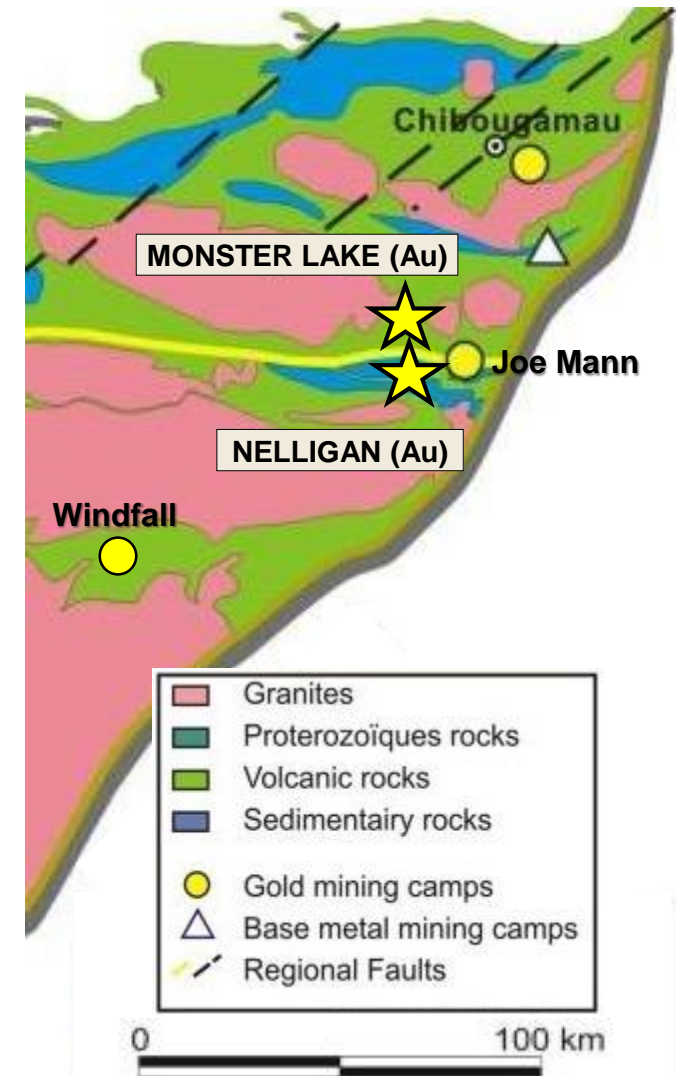 Chibougamau
MONSTER LAKE (Au)
Joe Mann
NELLIGAN (Au)
Windfall
Granites
Proterozoïques rocks
Volcanic rocks
Sedimentairy rocks
Gold mining camps
Base metal mining camps
Regional Faults
0 100 km